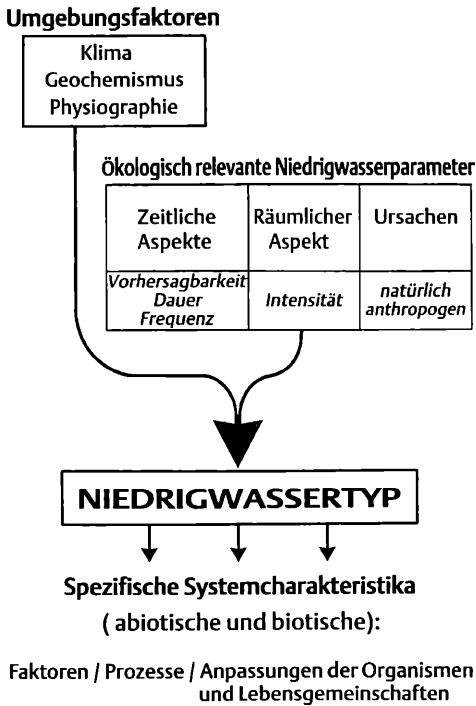 Umgebungsfaktoren
Klima
Geochemismus
Physiographie
Ökologisch relevante Niedrigwasserparameter
Zeitliche
Aspekte
Räumlicher
Aspekt
Ursachen
Vorhersagbarkeit
Dauer
Frequenz
Intensität
natürlich
anthropogen
NIEDRIGWASSERTYP
Spezifische Systemcharakteristika
( abiotische und biotische):
Faktoren / Prozesse / Anpassungen der Organismen
und Lebensgemeinschaften